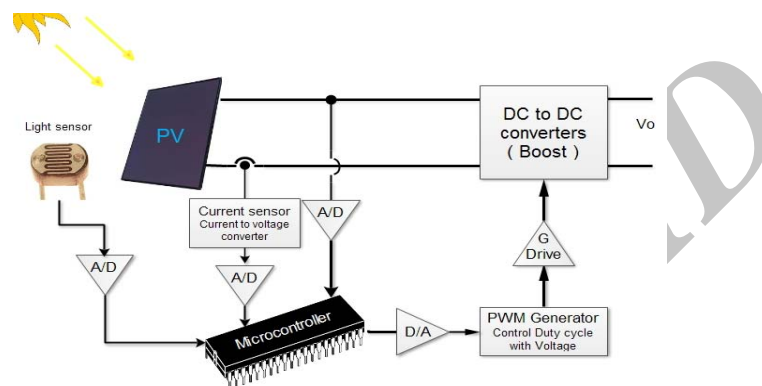 Light sensor
PV
DC to DC
converters
( Boost )
Vo
Current sensor
Current to voltage
converter
A/D
A/D
A/D
G
Drive
Microcontroller
D/A
PWM Generator
Control Duty cycle
with Voltage